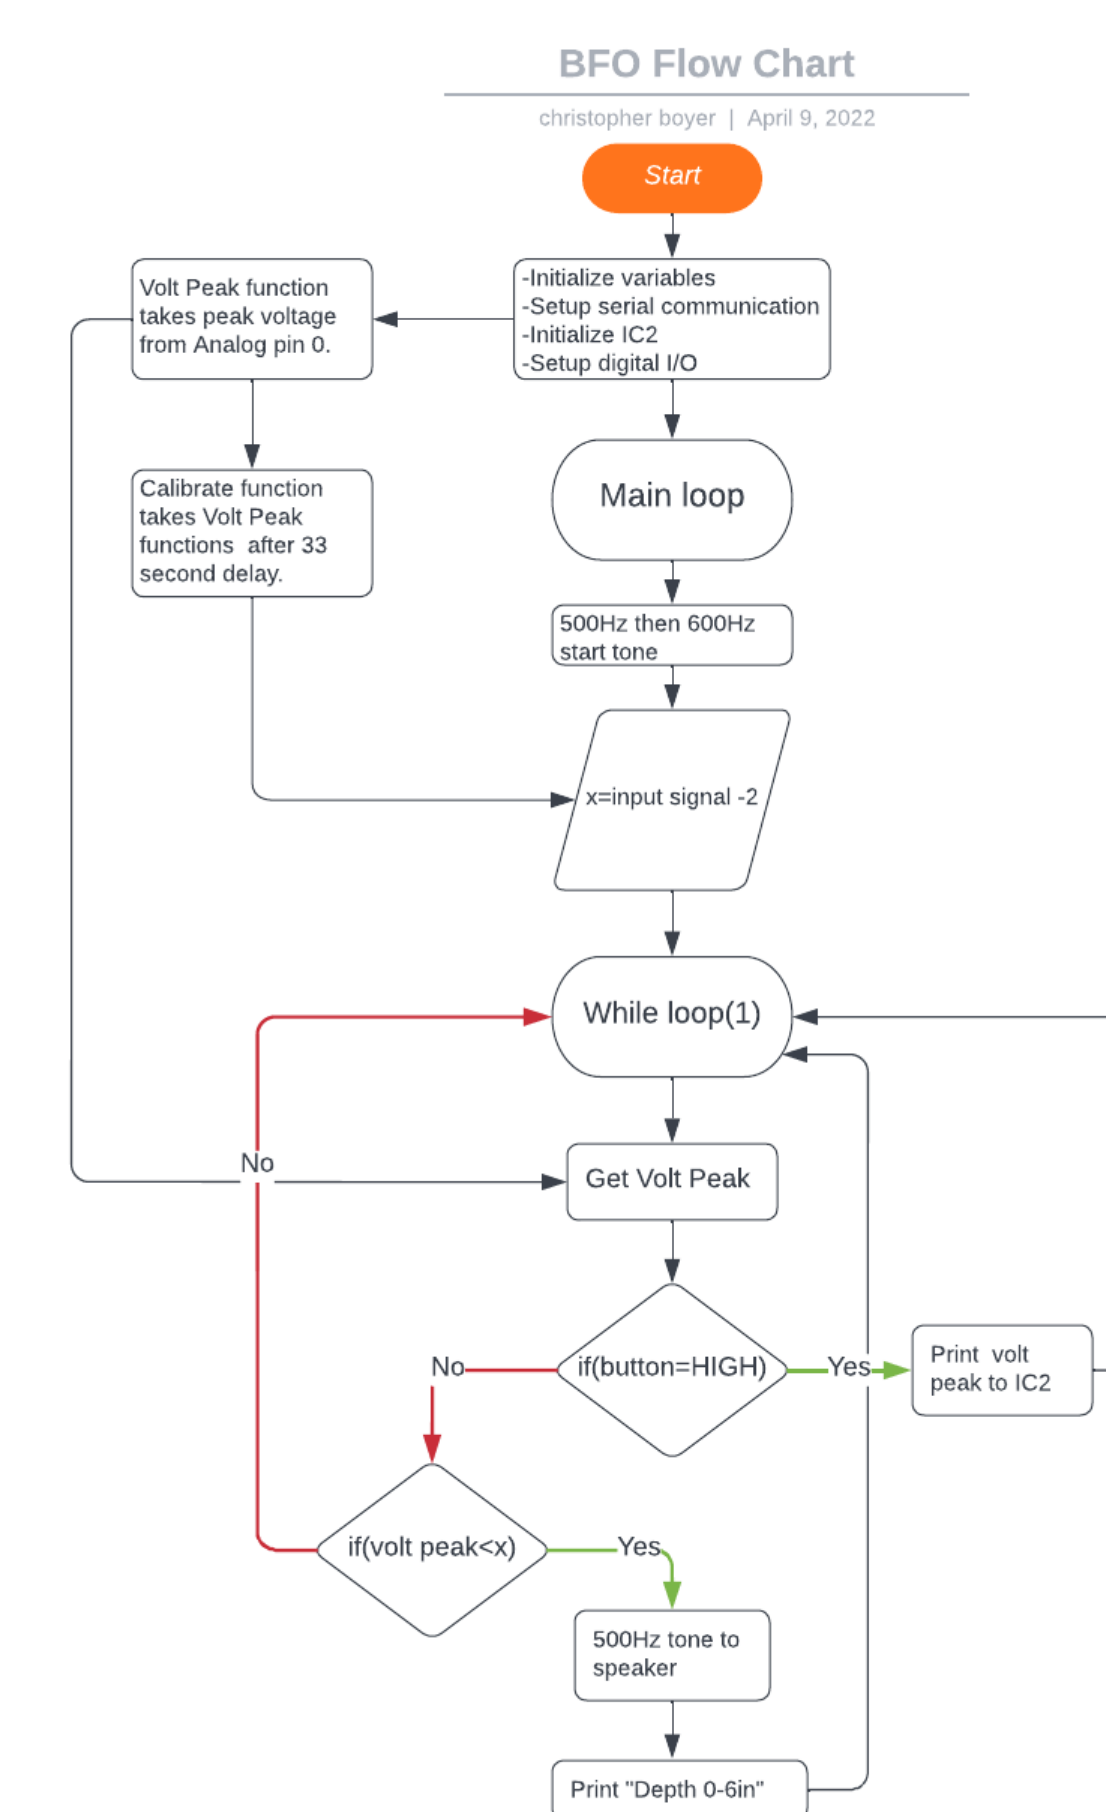 BFO Flow Chart
christopher boyer | April 9, 2022
Start
Volt Peak function
takes peak voltage
from Analog pin 0.
-Initialize variables
-Setup serial communication
-Initialize IC2
-Setup digital I/O
Main loop
Calibrate function
takes Volt Peak
functions after 33
second delay.
500Hz then 600Hz
start tone
x=input signal -2
While loop(1)
No
Get Volt Peak
No
if(button=HIGH)
Yes
Print volt
peak to IC2
if(volt peak<x)
Yes
500Hz tone to
speaker
Print "Depth 0-6in"